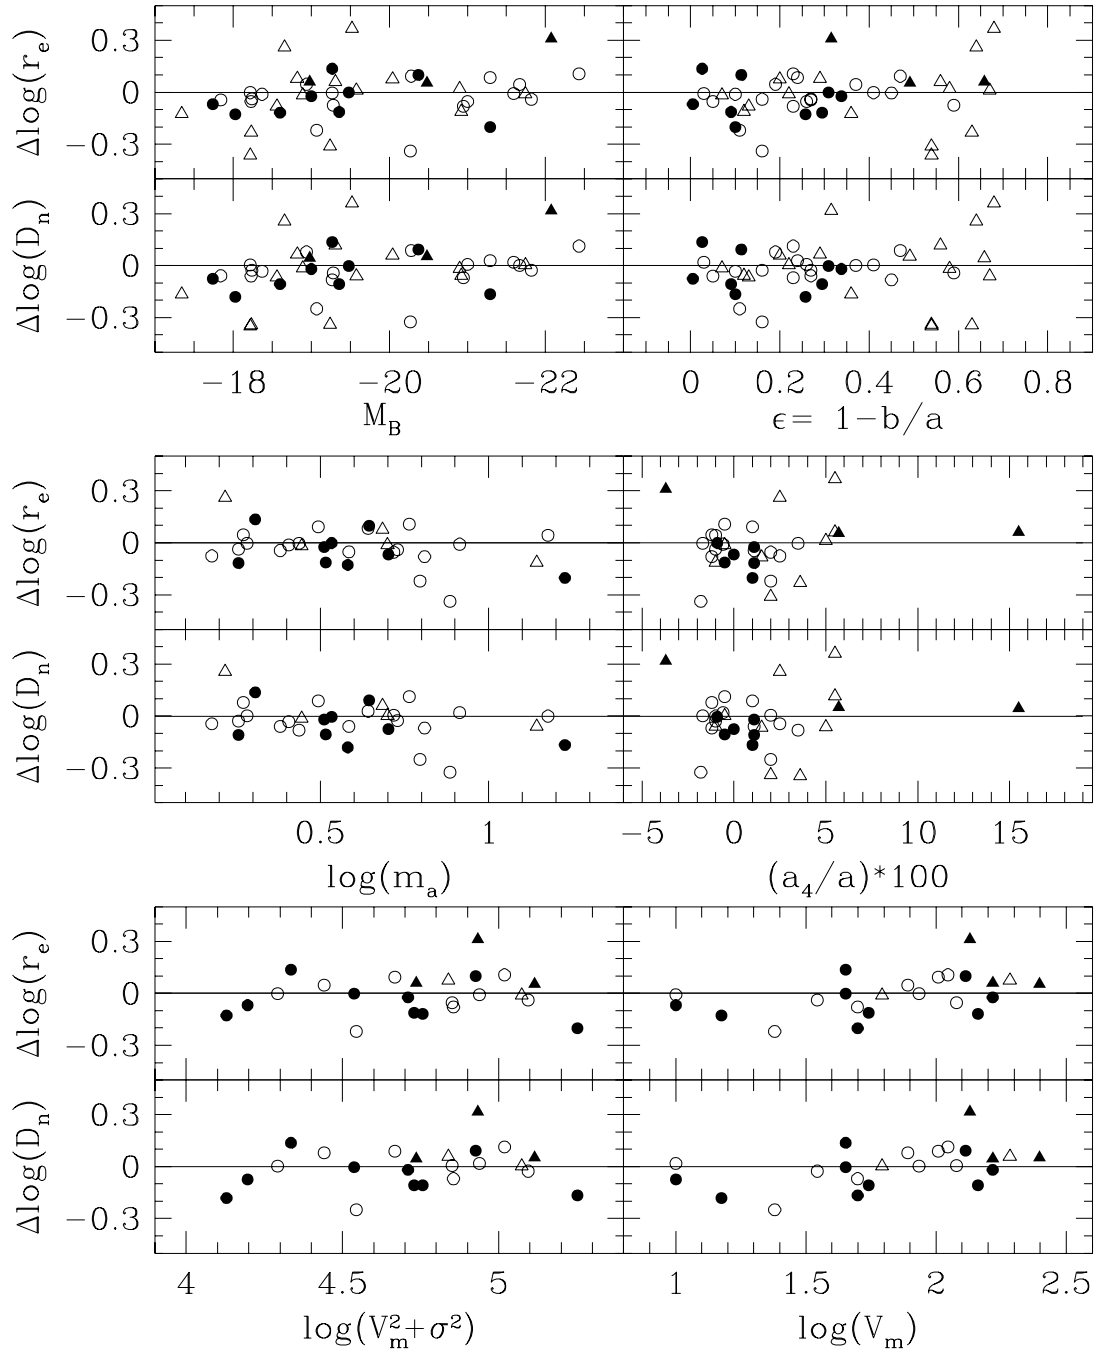 Δlog(r_e) 0.3 0 −0.3
Δlog(D_n) 0.3 0 −0.3
−18 −20 −22 0 0.2 0.4 0.6 0.8
M_B ϵ= 1−b/a
Δlog(r_e) 0.3 0 −0.3
Δlog(D_n) 0.3 0 −0.3
0.5 1 −5 0 5 10 15
log(m_a) (a_4/a)*100
Δlog(r_e) 0.3 0 −0.3
Δlog(D_n) 0.3 0 −0.3
4 4.5 5 1 1.5 2 2.5
log(V_m^2+σ^2) log(V_m)